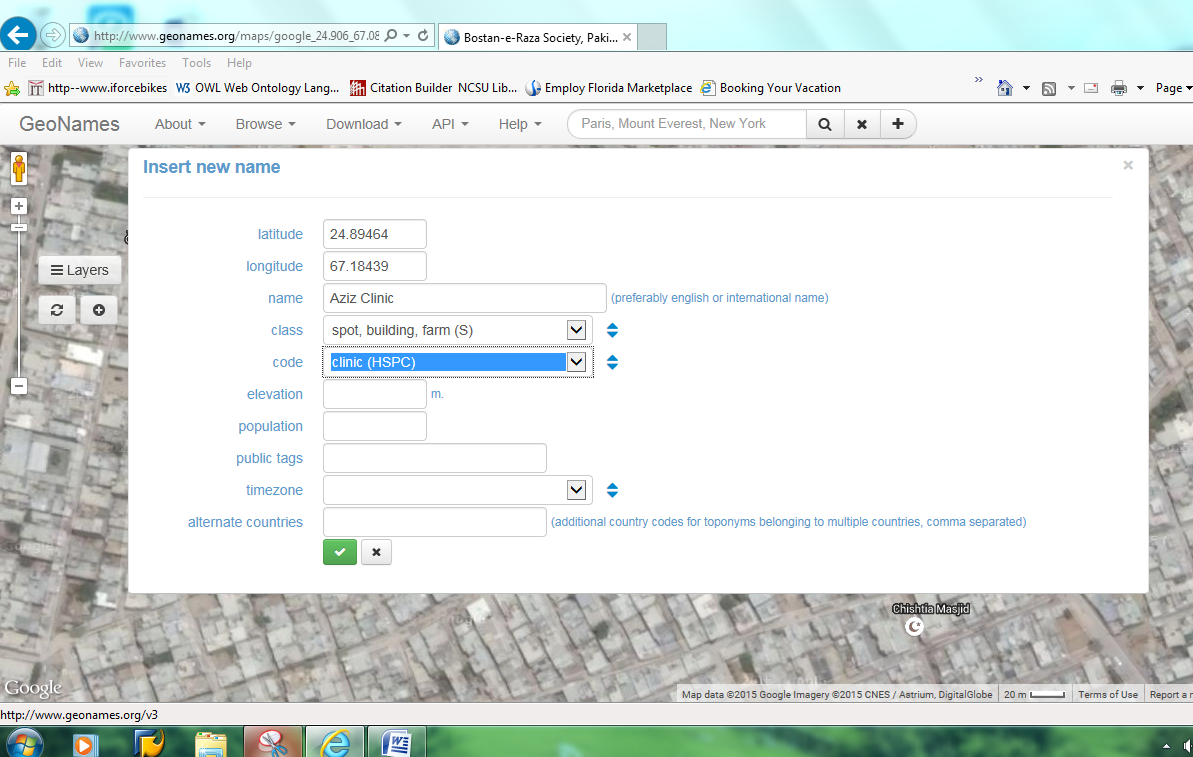 http://www.geonames.org/maps/google_24.906_67.08
Bostan-e-Raza Society, Paki...
File Edit View Favorites Tools Help
http--www.iforcebikes W3 OWL Web Ontology Lang... Citation Builder NCSU Lib... Employ Florida Marketplace Booking Your Vacation » Page
GeoNames About Browse Download API Help Paris, Mount Everest, New York
Insert new name
latitude 24.89464
longitude 67.18439
name Aziz Clinic (preferably english or international name)
class spot, building, farm (S)
code clinic (HSPC)
elevation m.
population
public tags
timezone
alternate countries (additional country codes for toponyms belonging to multiple countries, comma separated)
Layers
Chishtia Masjid
Google
Map data ©2015 Google Imagery ©2015 CNES / Astrium, DigitalGlobe 20 m Terms of Use Report a
http://www.geonames.org/v3